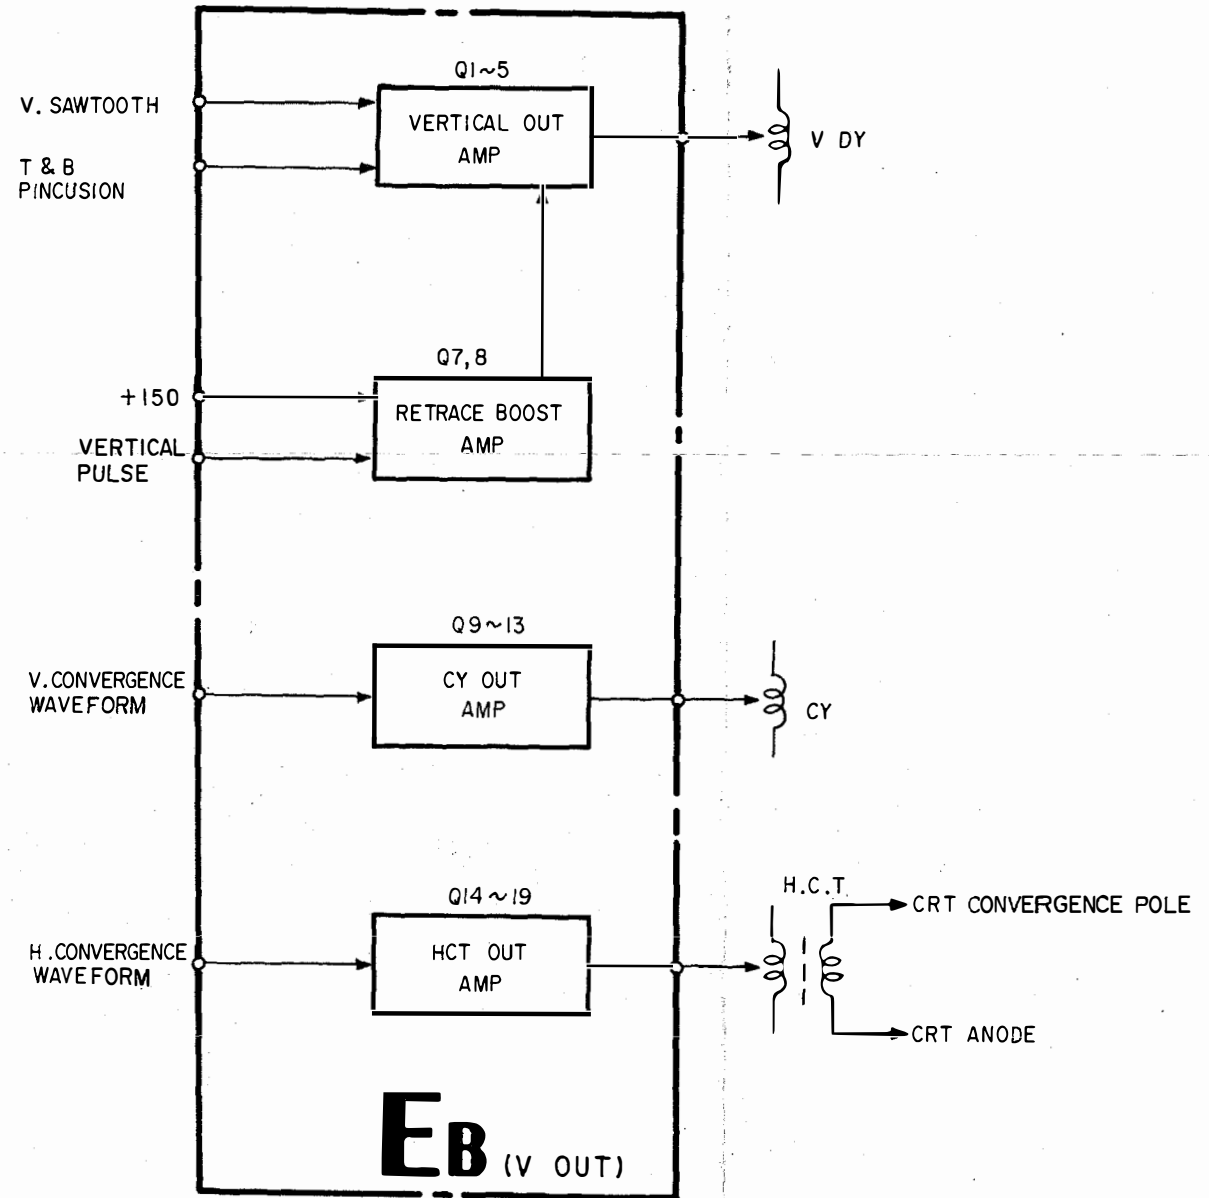 Q1~5
V. SAWTOOTH
VERTICAL OUT
AMP
V DY
T & B
PINCUSION
Q7,8
+150
RETRACE BOOST
AMP
VERTICAL
PULSE
Q9~13
V.CONVERGENCE
WAVEFORM
CY OUT
AMP
CY
Q14~19
H.C.T.
CRT CONVERGENCE POLE
H.CONVERGENCE
WAVEFORM
HCT OUT
AMP
CRT ANODE
EB (V OUT)